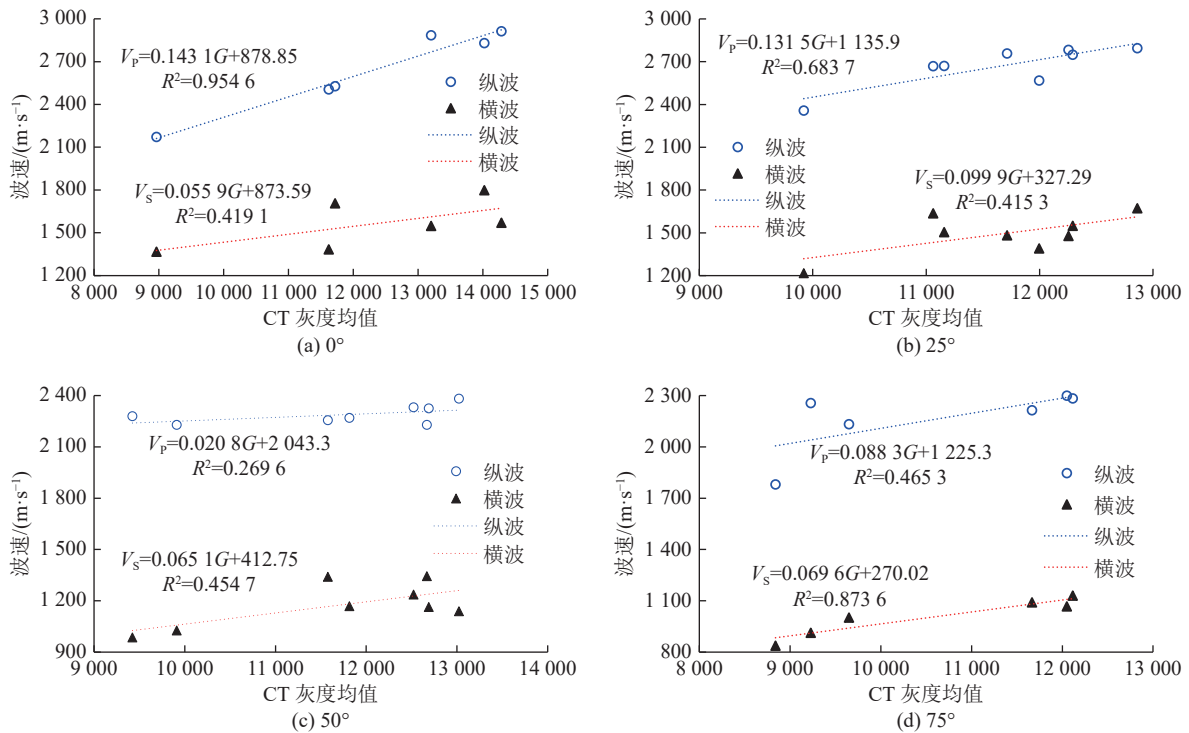 3 000
2 700
2 400
2 100
1 800
1 500
1 200
波速/(m·s⁻¹)
V_P=0.143 1G+878.85
R²=0.954 6
纵波
横波
纵波
横波
V_S=0.055 9G+873.59
R²=0.419 1
8 000 9 000 10 000 11 000 12 000 13 000 14 000 15 000
CT 灰度均值
(a) 0°
3 000
2 700
2 400
2 100
1 800
1 500
1 200
波速/(m·s⁻¹)
V_P=0.131 5G+1 135.9
R²=0.683 7
纵波
横波
纵波
横波
V_S=0.099 9G+327.29
R²=0.415 3
9 000 10 000 11 000 12 000 13 000
CT 灰度均值
(b) 25°
2 400
2 100
1 800
1 500
1 200
900
波速/(m·s⁻¹)
V_P=0.020 8G+2 043.3
R²=0.269 6
纵波
横波
纵波
横波
V_S=0.065 1G+412.75
R²=0.454 7
9 000 10 000 11 000 12 000 13 000 14 000
CT 灰度均值
(c) 50°
2 300
2 000
1 700
1 400
1 100
800
波速/(m·s⁻¹)
V_P=0.088 3G+1 225.3
R²=0.465 3
纵波
横波
纵波
横波
V_S=0.069 6G+270.02
R²=0.873 6
8 000 9 000 10 000 11 000 12 000 13 000
CT 灰度均值
(d) 75°